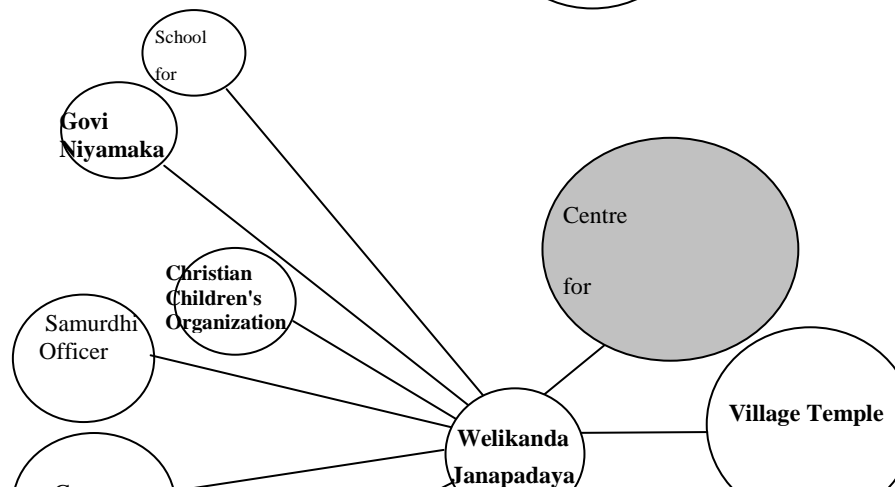 School
for
Govi
Niyamaka
Centre
for
Christian
Children's
Organization
Samurdhi
Officer
Village Temple
Welikanda
Janapadaya